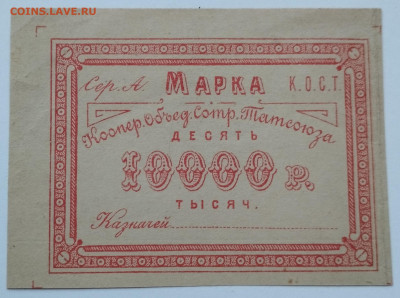 COINS.LAVE.RU
Сер. А. МАРКА К.О.С.Т.
Коопер. Объед. Сотр. Татсоюза
ДЕСЯТЬ
10000 Р.
ТЫСЯЧ.
Казначей